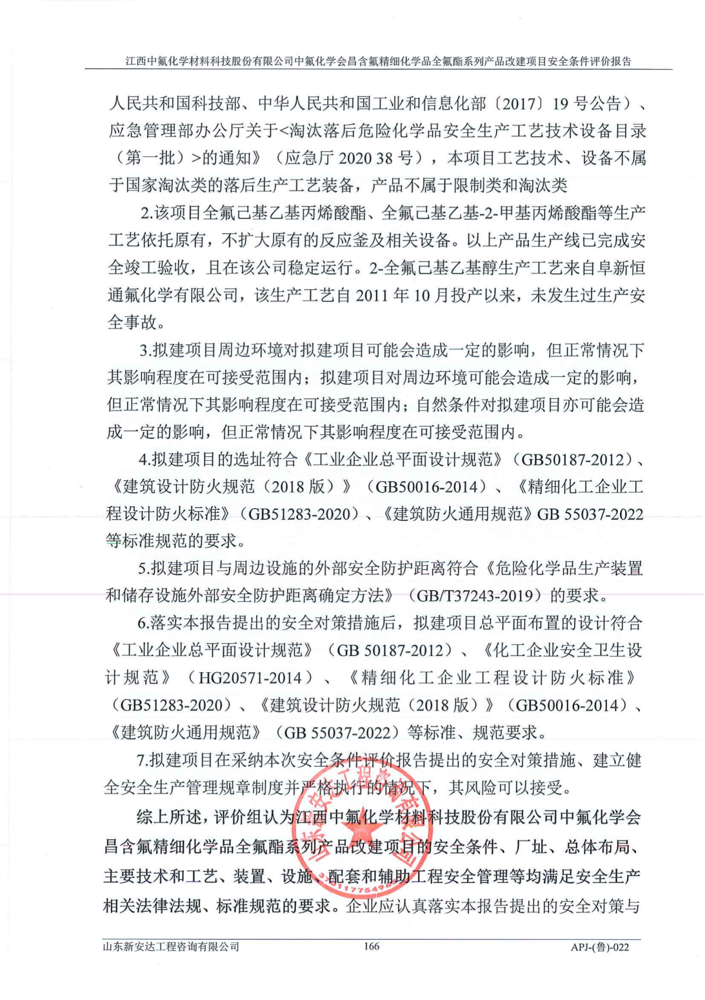 江西中氟化学材料科技股份有限公司中氟化学会昌含氟精细化学品全氟酯系列产品改建项目安全条件评价报告
人民共和国科技部、中华人民共和国工业和信息化部〔2017〕19 号公告）、
应急管理部办公厅关于<淘汰落后危险化学品安全生产工艺技术设备目录
（第一批）>的通知》（应急厅 2020 38 号），本项目工艺技术、设备不属
于国家淘汰类的落后生产工艺装备，产品不属于限制类和淘汰类
2.该项目全氟己基乙基丙烯酸酯、全氟己基乙基-2-甲基丙烯酸酯等生产
工艺依托原有，不扩大原有的反应釜及相关设备。以上产品生产线已完成安
全竣工验收，且在该公司稳定运行。2-全氟己基乙基醇生产工艺来自阜新恒
通氟化学有限公司，该生产工艺自 2011 年 10 月投产以来，未发生过生产安
全事故。
3.拟建项目周边环境对拟建项目可能会造成一定的影响，但正常情况下
其影响程度在可接受范围内；拟建项目对周边环境可能会造成一定的影响，
但正常情况下其影响程度在可接受范围内；自然条件对拟建项目亦可能会造
成一定的影响，但正常情况下其影响程度在可接受范围内。
4.拟建项目的选址符合《工业企业总平面设计规范》（GB50187-2012）、
《建筑设计防火规范（2018 版）》（GB50016-2014）、《精细化工企业工
程设计防火标准》（GB51283-2020）、《建筑防火通用规范》GB 55037-2022
等标准规范的要求。
5.拟建项目与周边设施的外部安全防护距离符合《危险化学品生产装置
和储存设施外部安全防护距离确定方法》（GB/T37243-2019）的要求。
6.落实本报告提出的安全对策措施后，拟建项目总平面布置的设计符合
《工业企业总平面设计规范》（GB 50187-2012）、《化工企业安全卫生设
计规范》（HG20571-2014）、《精细化工企业工程设计防火标准》
（GB51283-2020）、《建筑设计防火规范（2018 版）》（GB50016-2014）、
《建筑防火通用规范》（GB 55037-2022）等标准、规范要求。
7.拟建项目在采纳本次安全条件评价报告提出的安全对策措施、建立健
全安全生产管理规章制度并严格执行的情况下，其风险可以接受。
综上所述，评价组认为江西中氟化学材料科技股份有限公司中氟化学会
昌含氟精细化学品全氟酯系列产品改建项目的安全条件、厂址、总体布局、
主要技术和工艺、装置、设施、配套和辅助工程安全管理等均满足安全生产
相关法律法规、标准规范的要求。企业应认真落实本报告提出的安全对策与
山东新安达工程咨询有限公司
山东新安达工程咨询有限公司
166
APJ-(鲁)-022